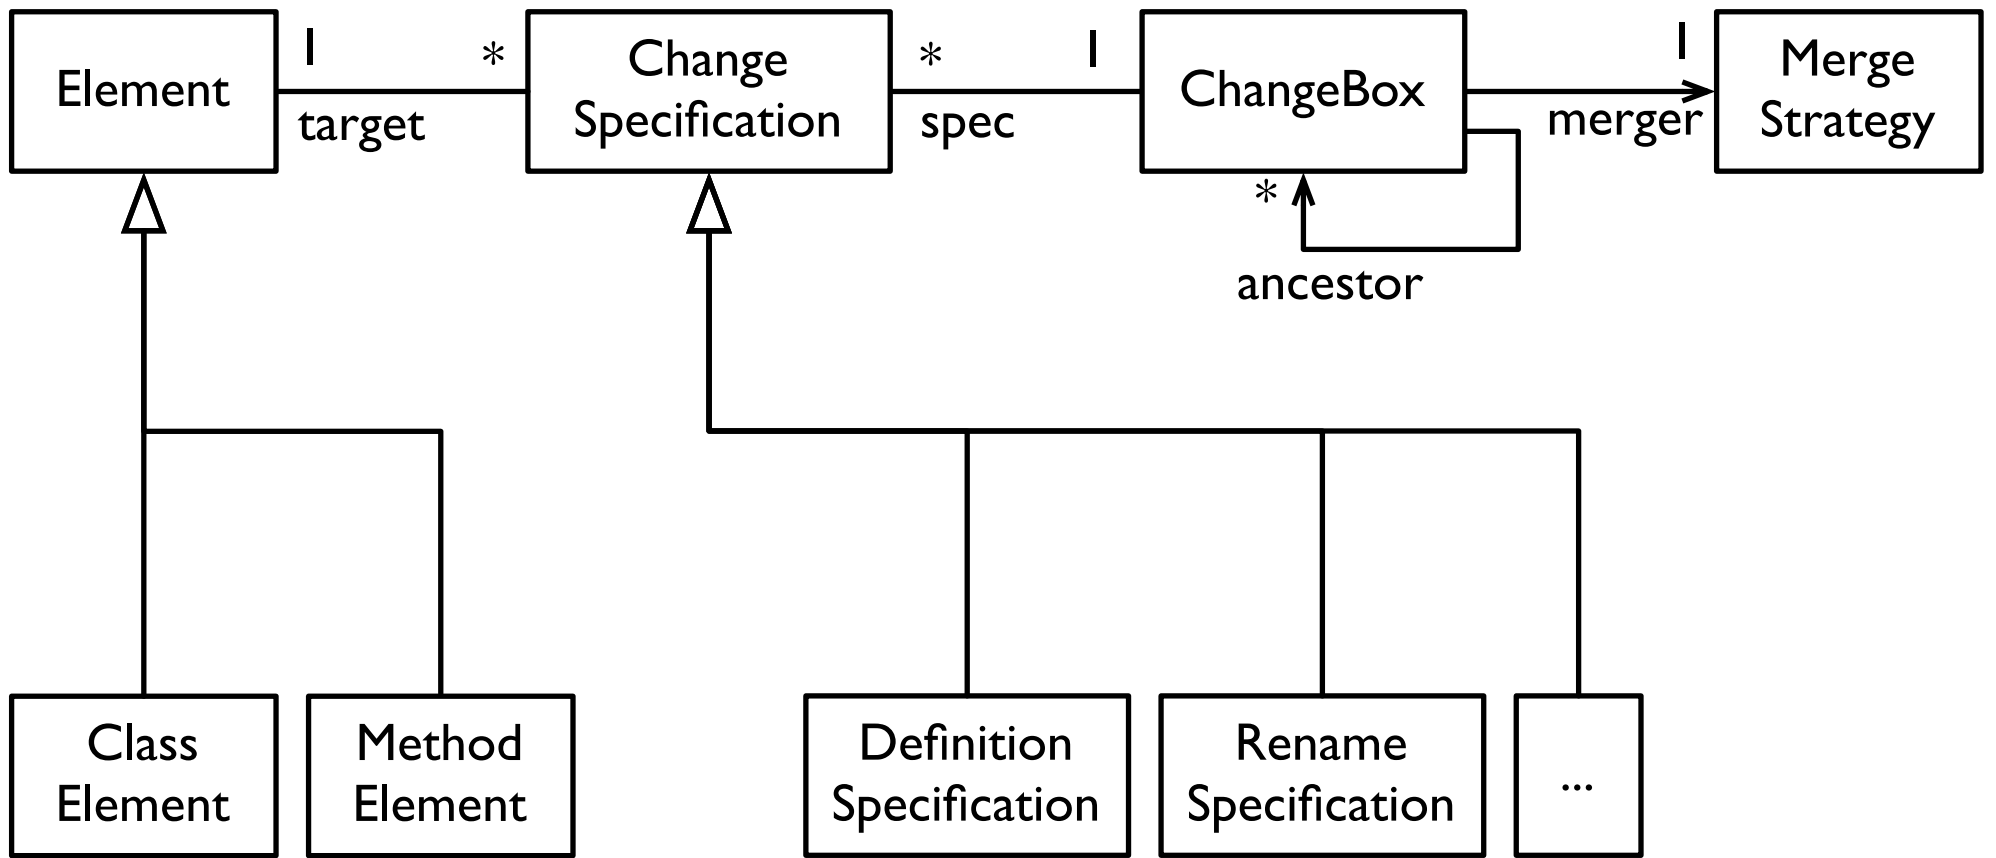 Element
1
*
target
Change
Specification
*
1
spec
ChangeBox
1
merger
Merge
Strategy
*
ancestor
Class
Element
Method
Element
Definition
Specification
Rename
Specification
...